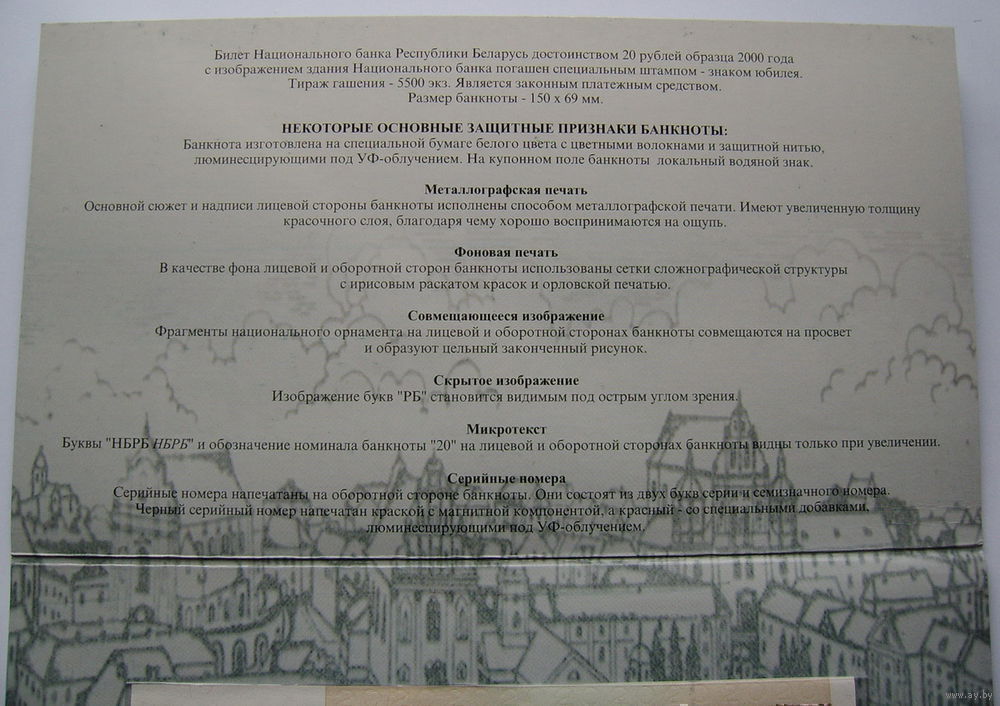 Билет Национального банка Республики Беларусь достоинством 20 рублей образца 2000 года
с изображением здания Национального банка погашен специальным штампом - знаком юбилея.
Тираж гашения - 5500 экз. Является законным платежным средством.
Размер банкноты - 150 х 69 мм.
НЕКОТОРЫЕ ОСНОВНЫЕ ЗАЩИТНЫЕ ПРИЗНАКИ БАНКНОТЫ:
Банкнота изготовлена на специальной бумаге белого цвета с цветными волокнами и защитной нитью,
люминесцирующими под УФ-облучением. На купонном поле банкноты локальный водяной знак.
Металлографская печать
Основной сюжет и надписи лицевой стороны банкноты исполнены способом металлографской печати. Имеют увеличенную толщину
красочного слоя, благодаря чему хорошо воспринимаются на ощупь.
Фоновая печать
В качестве фона лицевой и оборотной сторон банкноты использованы сетки сложнографической структуры
с ирисовым раскатом красок и орловской печатью.
Совмещающееся изображение
Фрагменты национального орнамента на лицевой и оборотной сторонах банкноты совмещаются на просвет
и образуют цельный законченный рисунок.
Скрытое изображение
Изображение букв "РБ" становится видимым под острым углом зрения.
Микротекст
Буквы "НБРБ НБРБ" и обозначение номинала банкноты "20" на лицевой и оборотной сторонах банкноты видны только при увеличении.
Серийные номера
Серийные номера напечатаны на оборотной стороне банкноты. Они состоят из двух букв серии и семизначного номера.
Черный серийный номер напечатан краской с магнитной компонентой, а красный - со специальными добавками,
люминесцирующими под УФ-облучением.
www.ay.by